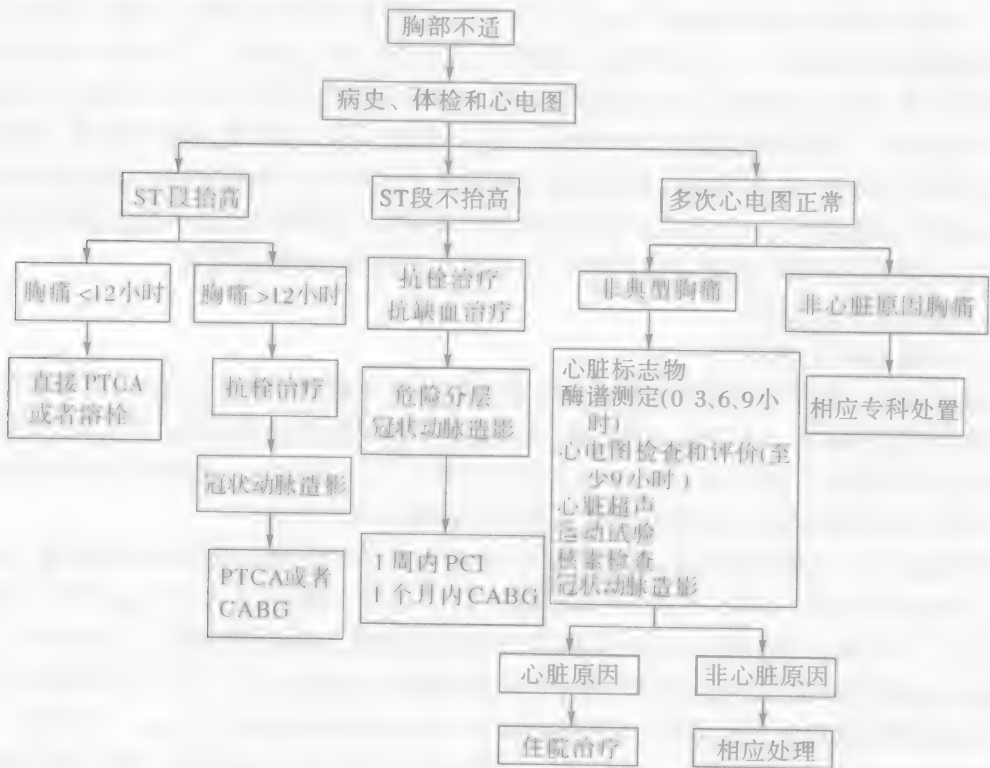 胸部不适
病史、体检和心电图
ST段抬高
ST段不抬高
多次心电图正常
胸痛<12小时
胸痛>12小时
抗栓治疗
抗缺血治疗
非典型胸痛
非心脏原因胸痛
直接PTCA
或者溶栓
抗栓治疗
危险分层
冠状动脉造影
心脏标志物
酶谱测定(0 3、6、9小
时)
心电图检查和评价(至
少9小时)
心脏超声
运动试验
核素检查
冠状动脉造影
相应专科处置
冠状动脉造影
PTCA或者
CABG
1周内PCI
1个月内CABG
心脏原因
非心脏原因
住院治疗
相应处理